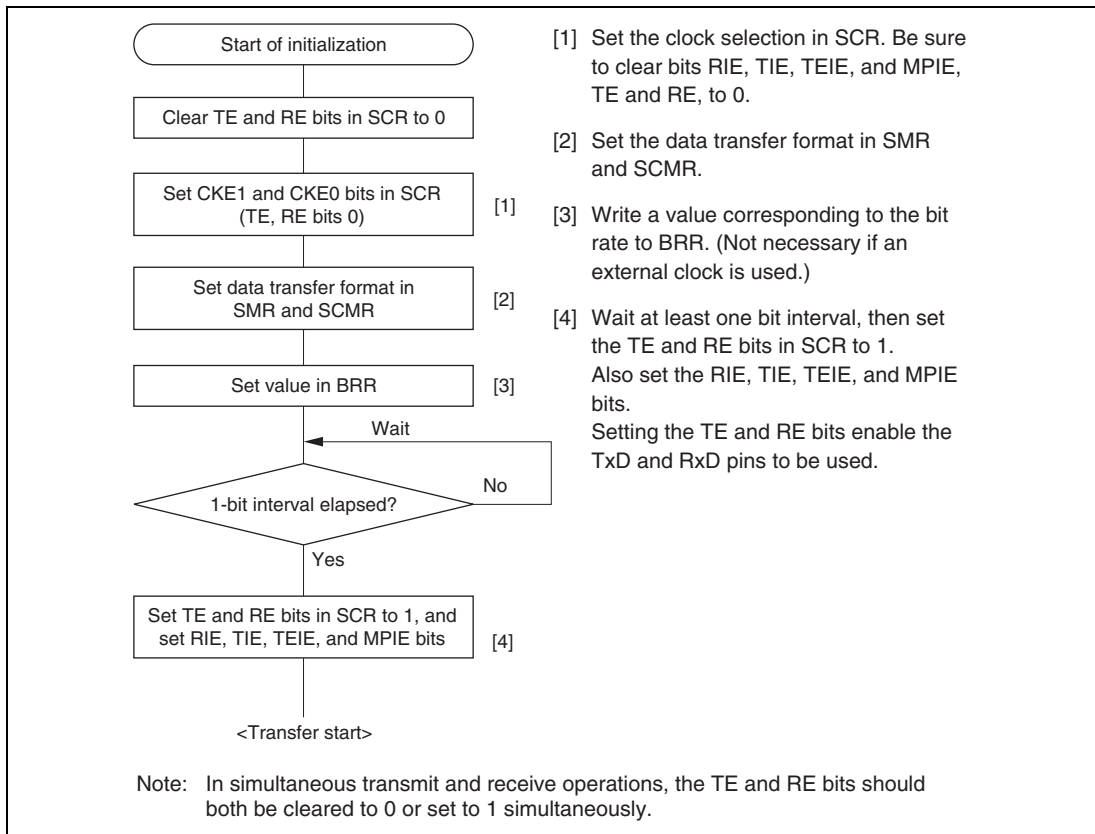 Start of initialization
Clear TE and RE bits in SCR to 0
Set CKE1 and CKE0 bits in SCR
(TE, RE bits 0)
[1]
Set data transfer format in
SMR and SCMR
[2]
Set value in BRR
[3]
Wait
1-bit interval elapsed?
No
Yes
Set TE and RE bits in SCR to 1, and
set RIE, TIE, TEIE, and MPIE bits
[4]
<Transfer start>
[1] Set the clock selection in SCR. Be sure
to clear bits RIE, TIE, TEIE, and MPIE,
TE and RE, to 0.
[2] Set the data transfer format in SMR
and SCMR.
[3] Write a value corresponding to the bit
rate to BRR. (Not necessary if an
external clock is used.)
[4] Wait at least one bit interval, then set
the TE and RE bits in SCR to 1.
Also set the RIE, TIE, TEIE, and MPIE
bits.
Setting the TE and RE bits enable the
TxD and RxD pins to be used.
Note: In simultaneous transmit and receive operations, the TE and RE bits should
both be cleared to 0 or set to 1 simultaneously.